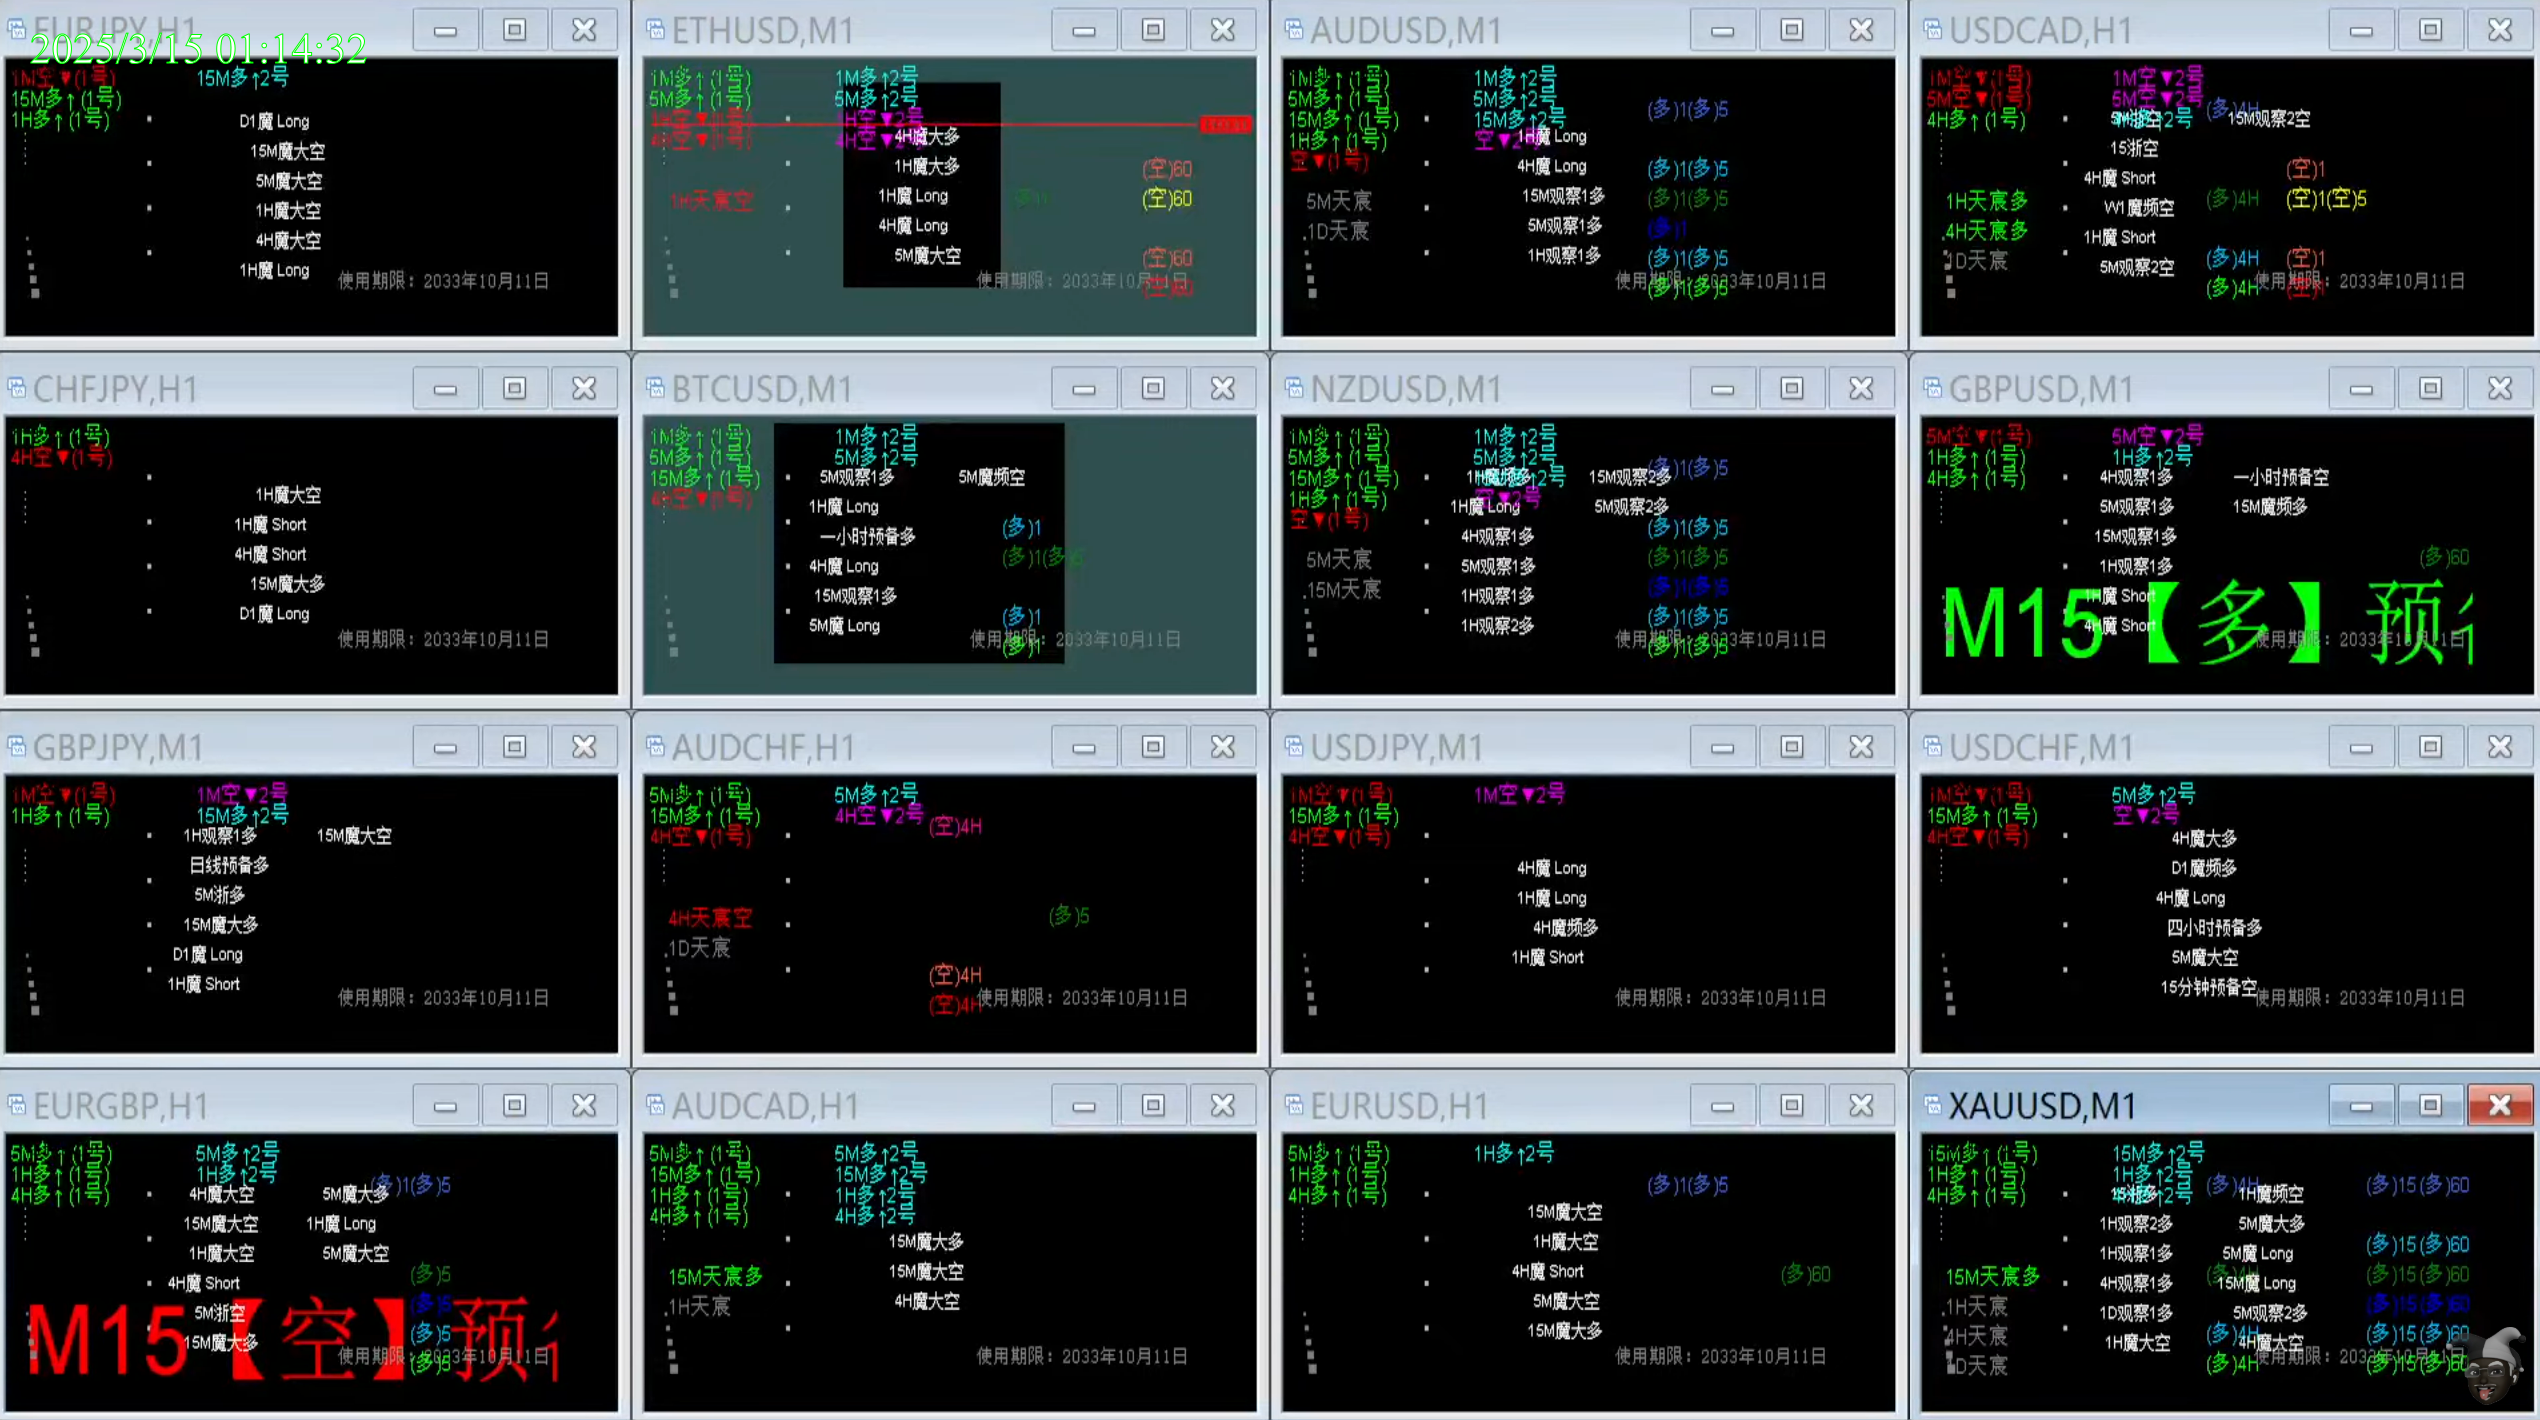 EURJPY,H1
2025/3/15 01:14:32
1M空▼(1号) 15M多↑2号
15M多↑(1号)
1H多↑(1号)
D1魔 Long
15M魔大空
5M魔大空
1H魔大空
4H魔大空
1H魔 Long
使用期限：2033年10月11日
ETHUSD,M1
1M多↑(1号) 1M多↑2号
5M多↑(1号) 5M多↑2号
1H空▼(1号) 1H空▼2号
4H空▼(1号) 4H空▼2号
4H魔大多
1H魔大多 (空)60
1H天宸空 1H魔 Long (空)60
4H魔 Long
5M魔大空 (空)60
使用期限：2033年10月11日
(空)60
AUDUSD,M1
1M多↑(1号) 1M多↑2号
5M多↑(1号) 5M多↑2号 (多)1(多)5
15M多↑(1号) 15M多↑2号
1H多↑(1号) 空▼2号 1H魔 Long
空▼(1号) 4H魔 Long (多)1(多)5
5M天宸 15M观察1多 (多)1(多)5
.1D天宸 5M观察1多 (多)1
1H观察1多 (多)1(多)5
使用期限：2033年10月11日
(多)1(多)5
USDCAD,H1
1M空▼(1号) 1M空▼2号
5M空▼(1号) 5M空▼2号 (多)4H
4H多↑(1号) 4H多↑2号 15M观察2空
15浙空
4H魔 Short (空)1
1H天宸多 W1魔频空 (多)4H (空)1(空)5
.4H天宸多 1H魔 Short
1D天宸 5M观察2空 (多)4H (空)1
使用期限：2033年10月11日
(多)4H (空)1
CHFJPY,H1
1H多↑(1号)
4H空▼(1号)
1H魔大空
1H魔 Short
4H魔 Short
15M魔大多
D1魔 Long
使用期限：2033年10月11日
BTCUSD,M1
1M多↑(1号) 1M多↑2号
5M多↑(1号) 5M多↑2号
15M多↑(1号) 5M观察1多 5M魔频空
4H空▼(1号) 1H魔 Long
一小时预备多 (多)1
4H魔 Long (多)1(多)5
15M观察1多
5M魔 Long (多)1
使用期限：2033年10月11日
(多)1
NZDUSD,M1
1M多↑(1号) 1M多↑2号
5M多↑(1号) 5M多↑2号 (多)1(多)5
15M多↑(1号) 1H魔频多 15M观察2多
1H多↑(1号) 空▼2号
空▼(1号) 1H魔 Long 5M观察2多
4H观察1多 (多)1(多)5
5M天宸 5M观察1多 (多)1(多)5
.15M天宸 1H观察1多 (多)1(多)5
1H观察2多 (多)1(多)5
使用期限：2033年10月11日
(多)1(多)5
GBPUSD,M1
5M空▼(1号) 5M空▼2号
1H多↑(1号) 1H多↑2号
4H多↑(1号) 4H观察1多 一小时预备空
5M观察1多 15M魔频多
15M观察1多
1H观察1多 (多)60
1H魔 Short
4H魔 Short
M15【多】预
使用期限：2033年10月11日
GBPJPY,M1
1M空▼(1号) 1M空▼2号
1H多↑(1号) 15M多↑2号
1H观察1多 15M魔大空
日线预备多
5M浙多
15M魔大多
D1魔 Long
1H魔 Short
使用期限：2033年10月11日
AUDCHF,H1
5M多↑(1号) 5M多↑2号
15M多↑(1号) 4H空▼2号 (空)4H
4H空▼(1号)
4H天宸空 (多)5
.1D天宸
(空)4H
(空)4H 使用期限：2033年10月11日
USDJPY,M1
1M空▼(1号) 1M空▼2号
15M多↑(1号)
4H空▼(1号)
4H魔 Long
1H魔 Long
4H魔频多
1H魔 Short
使用期限：2033年10月11日
USDCHF,M1
1M空▼(1号) 5M多↑2号
15M多↑(1号) 空▼2号
4H空▼(1号) 4H魔大多
D1魔频多
4H魔 Long
四小时预备多
5M魔大空
15分钟预备空
使用期限：2033年10月11日
EURGBP,H1
5M多↑(1号) 5M多↑2号
1H多↑(1号) 1H多↑2号 (多)1(多)5
4H多↑(1号) 4H魔大空 5M魔大多
15M魔大空 1H魔 Long
1H魔大空 5M魔大空
4H魔 Short (多)5
5M浙空 (多)5
15M魔大多 (多)5
M15【空】预
使用期限：2033年10月11日
(多)5
AUDCAD,H1
5M多↑(1号) 5M多↑2号
15M多↑(1号) 15M多↑2号
1H多↑(1号) 1H多↑2号
4H多↑(1号) 4H多↑2号
15M魔大多
15M天宸多 15M魔大空
.1H天宸 4H魔大空
使用期限：2033年10月11日
EURUSD,H1
5M多↑(1号) 1H多↑2号
1H多↑(1号) (多)1(多)5
4H多↑(1号)
15M魔大空
1H魔大空
4H魔 Short (多)60
5M魔大空
15M魔大多
使用期限：2033年10月11日
XAUUSD,M1
15M多↑(1号) 15M多↑2号
1H多↑(1号) 1H多↑2号 (多)4H (多)15(多)60
4H多↑(1号) 4H多↑2号 1H魔频空
1H观察2多 5M魔大多
1H观察1多 5M魔 Long (多)15(多)60
15M天宸多 4H观察1多 15M魔 Long (多)15(多)60
.1H天宸 1D观察1多 5M观察2多 (多)15(多)60
4H天宸 1H魔大空 (多)4H 4H魔大空 (多)15(多)60
1D天宸 (多)4H 使用期限：2033年10月11日 (多)15(多)60